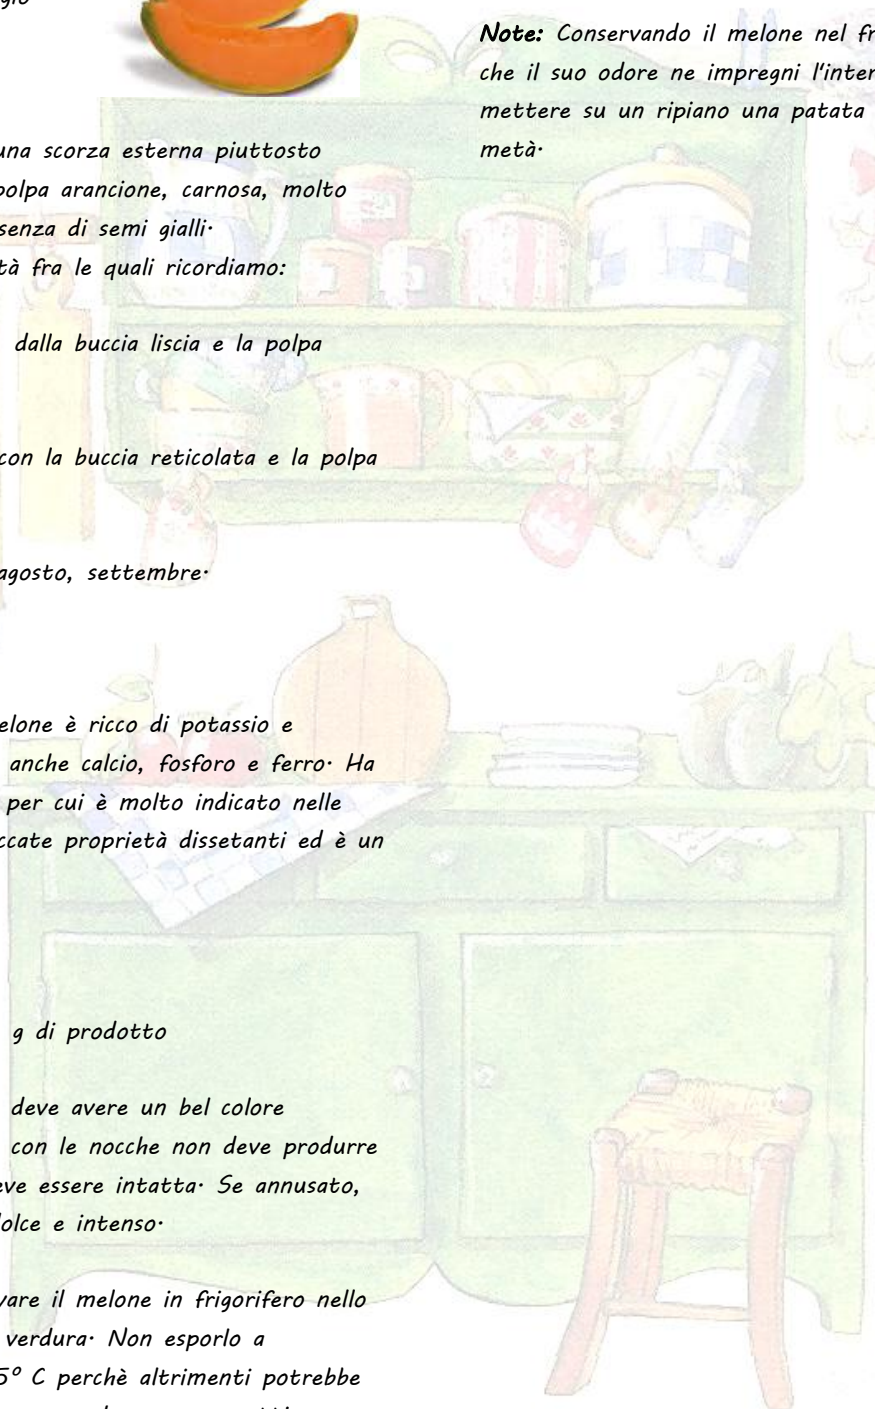 una scorza esterna piuttosto
polpa arancione, carnosa, molto
senza di semi gialli.
tà fra le quali ricordiamo:
dalla buccia liscia e la polpa
con la buccia reticolata e la polpa
agosto, settembre.
elone è ricco di potassio e
anche calcio, fosforo e ferro. Ha
per cui è molto indicato nelle
ccate proprietà dissetanti ed è un
g di prodotto
deve avere un bel colore
con le nocche non deve produrre
eve essere intatta. Se annusato,
dolce e intenso.
vare il melone in frigorifero nello
verdura. Non esporlo a
5° C perchè altrimenti potrebbe
Note: Conservando il melone nel fr
che il suo odore ne impregni l'inter
mettere su un ripiano una patata
metà.